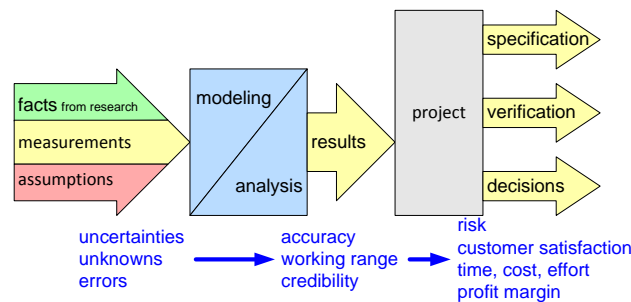 facts from research
measurements
assumptions
modeling
analysis
results
project
specification
verification
decisions
uncertainties
unknowns
errors
accuracy
working range
credibility
risk
customer satisfaction
time, cost, effort
profit margin